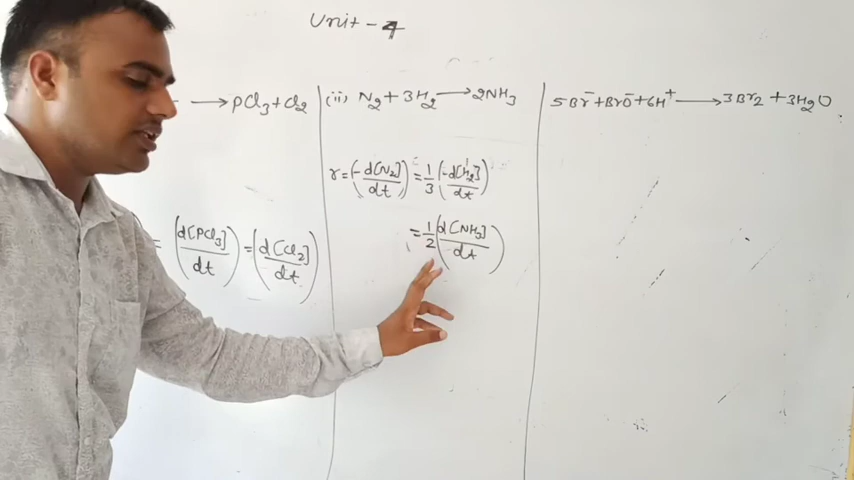 Unit - 4
→ PCl3 + Cl2
= (d[PCl3]/dt) = (d[Cl2]/dt)
(ii) N2 + 3H2 → 2NH3
r = (-d[N2]/dt) = 1/3 (-d[H2]/dt)
= 1/2 (d[NH3]/dt)
5Br⁻ + BrO⁻ + 6H⁺ → 3Br2 + 3H2O